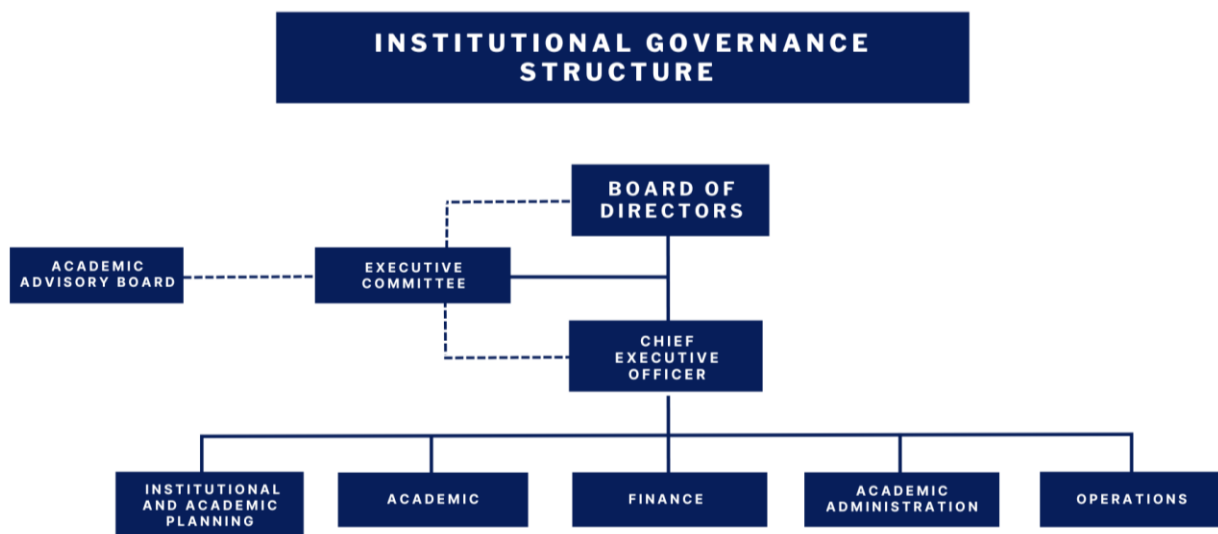 INSTITUTIONAL GOVERNANCE
STRUCTURE
BOARD OF
DIRECTORS
ACADEMIC
ADVISORY BOARD
EXECUTIVE
COMMITTEE
CHIEF
EXECUTIVE
OFFICER
INSTITUTIONAL
AND ACADEMIC
PLANNING
ACADEMIC
FINANCE
ACADEMIC
ADMINISTRATION
OPERATIONS